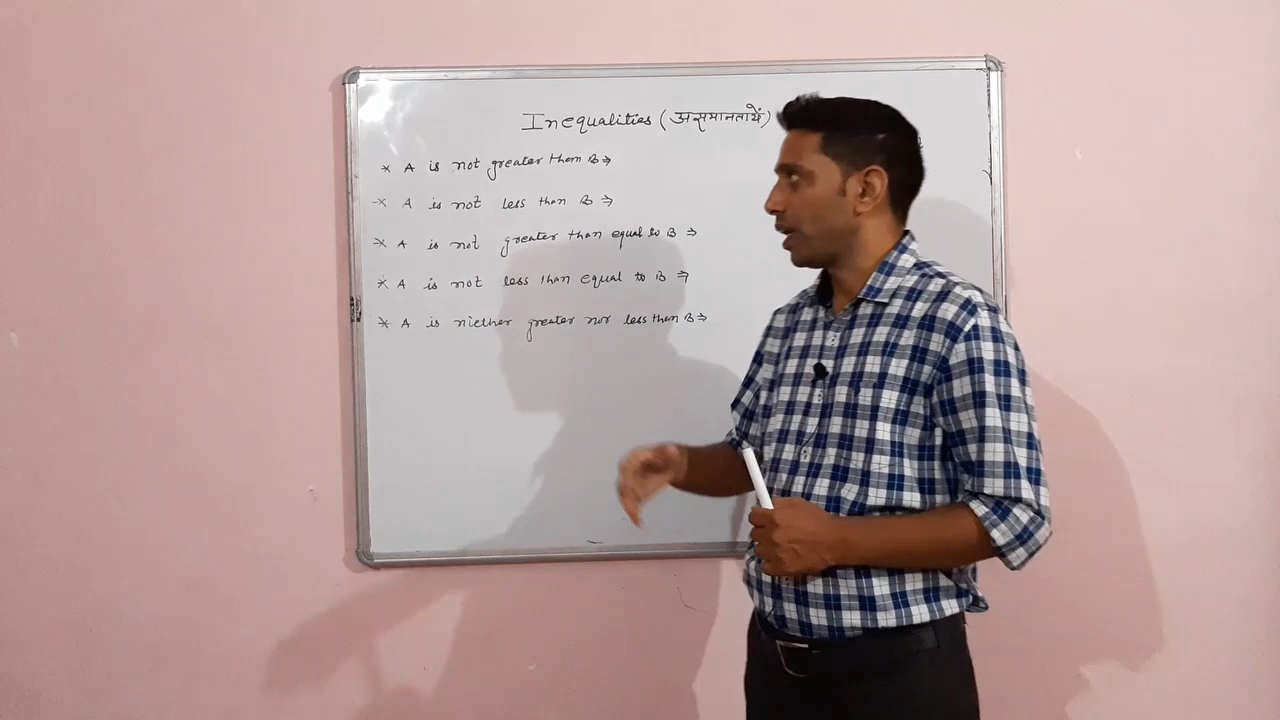 Inequalities (असमानतायें)
* A is not greater than B ⇒
* A is not less than B ⇒
* A is not greater than equal to B ⇒
* A is not less than equal to B ⇒
* A is niether greater nor less than B ⇒